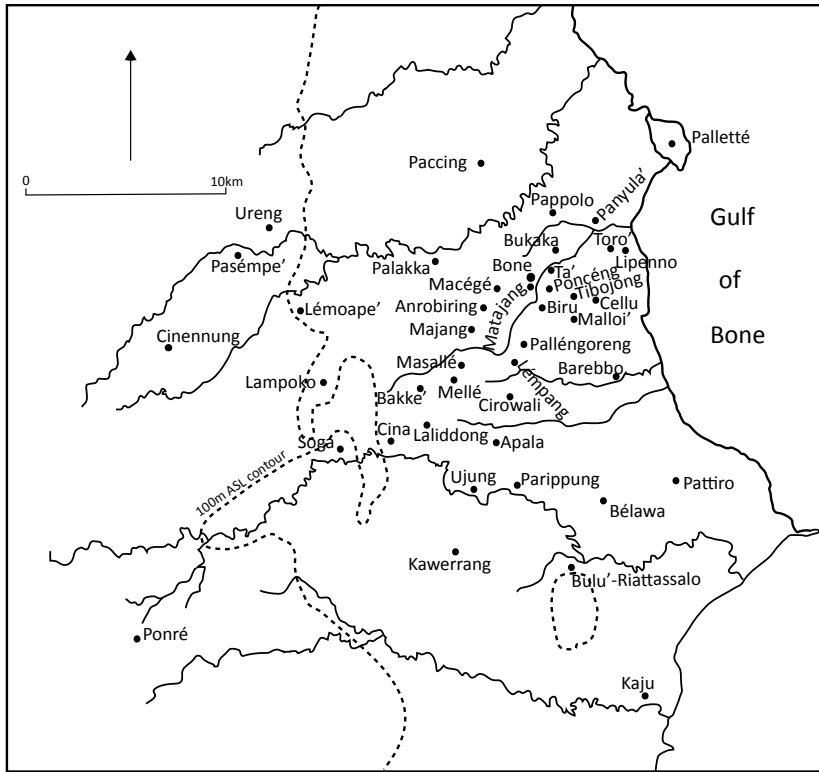 Palletté
Paccing
0
10km
Pappolo
Panyula’
Ureng
Gulf
of
Bone
Bukaka
Toro’
Lipenno
Pasémpe’
Palakka
Bone
Ta’
Macégé
Poncéng
Tibojong
Cellu
Matajang
Lémoape’
Anrobiring
Biru
Malloi’
Majang
Cinennung
Palléngoreng
Masallé
Lémpang
Barebbo
Lampoko
Bakke’
Mellé
Cirowali
Cina
Laliddong
Soga
Apala
100m ASL contour
Ujung
Parippung
Pattiro
Bélawa
Kawerrang
Bulu’-Riattassalo
Ponré
Kaju